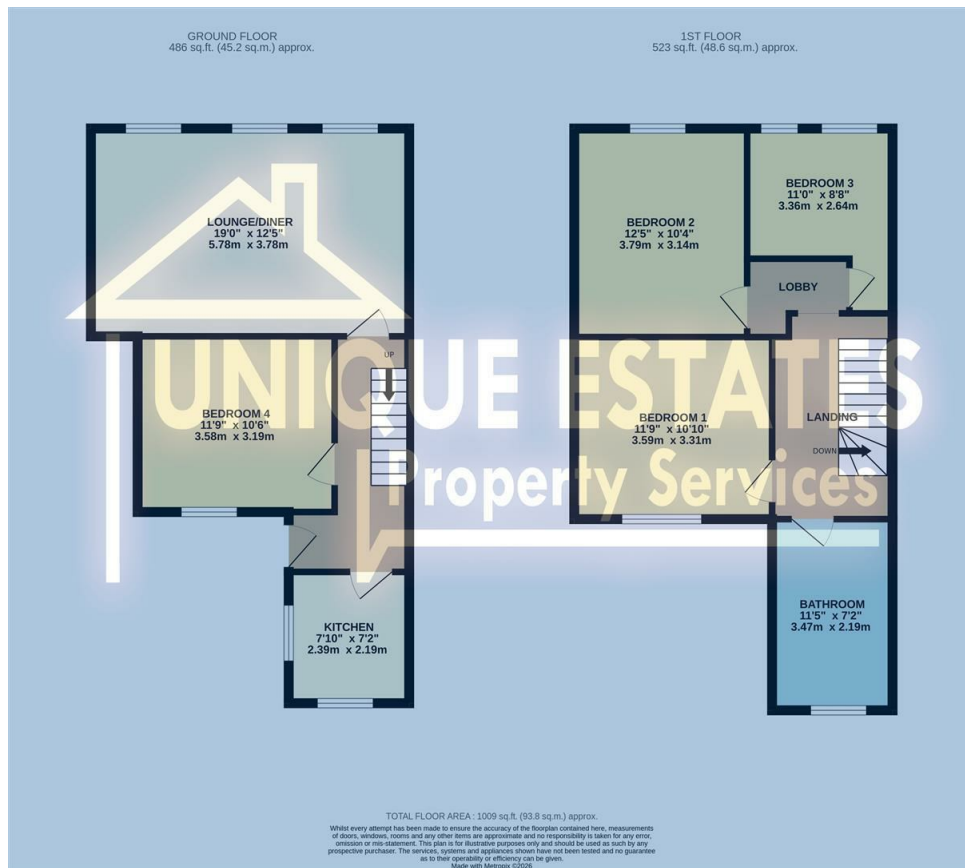 GROUND FLOOR
486 sq.ft. (45.2 sq.m.) approx.
1ST FLOOR
523 sq.ft. (48.6 sq.m.) approx.
LOUNGE/DINER
19'0" x 12'5"
5.78m x 3.78m
UP
BEDROOM 4
11'9" x 10'6"
3.58m x 3.19m
KITCHEN
7'10" x 7'2"
2.39m x 2.19m
BEDROOM 2
12'5" x 10'4"
3.79m x 3.14m
BEDROOM 3
11'0" x 8'8"
3.36m x 2.64m
LOBBY
BEDROOM 1
11'9" x 10'10"
3.59m x 3.31m
LANDING
DOWN
BATHROOM
11'5" x 7'2"
3.47m x 2.19m
UNIQUE ESTATES
Property Services
TOTAL FLOOR AREA : 1009 sq.ft. (93.8 sq.m.) approx.
Whilst every attempt has been made to ensure the accuracy of the floorplan contained here, measurements
of doors, windows, rooms and any other items are approximate and no responsibility is taken for any error,
omission or mis-statement. This plan is for illustrative purposes only and should be used as such by any
prospective purchaser. The services, systems and appliances shown have not been tested and no guarantee
as to their operability or efficiency can be given.
Made with Metropix ©2026